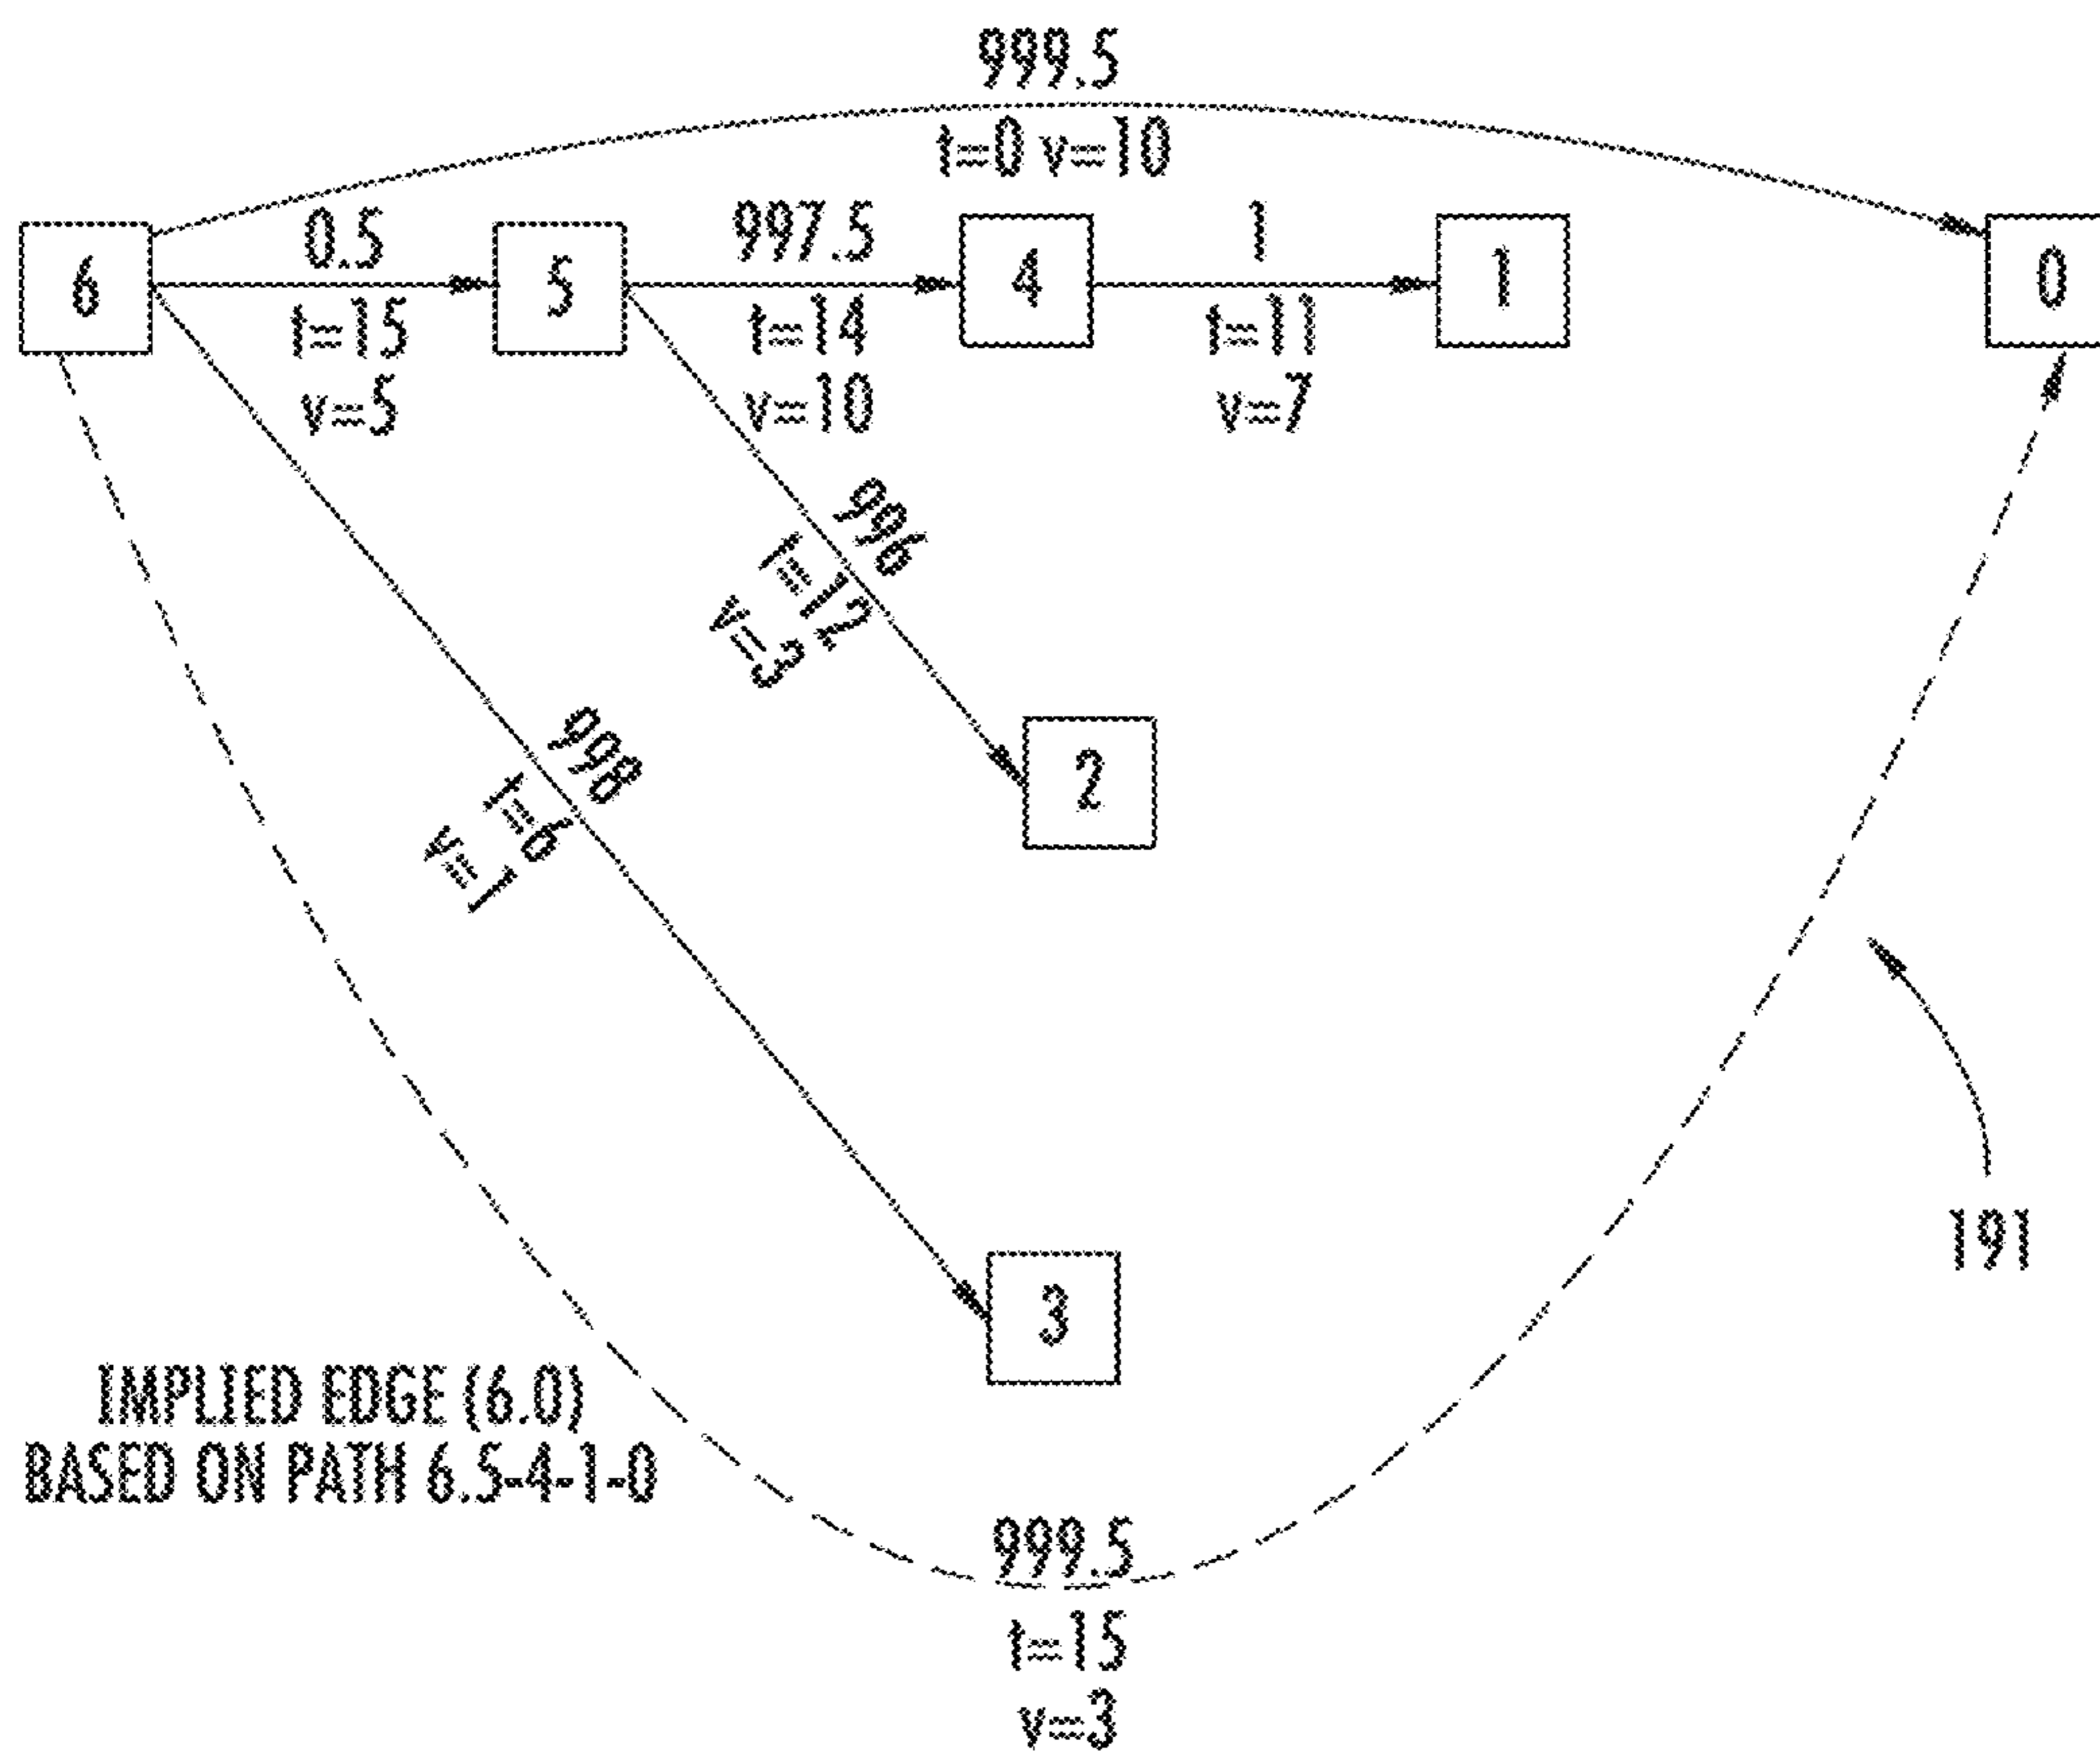 999.5
t=0 v=10
6
0.5
t=15
v=5
5
997.5
t=14
v=10
4
1
t=11
v=7
1
0
996
t=12
v=3
2
998
t=6
v=1
3
191
IMPLIED EDGE (6.0)
BASED ON PATH 6.5-4-1-0
999.5
t=15
v=3